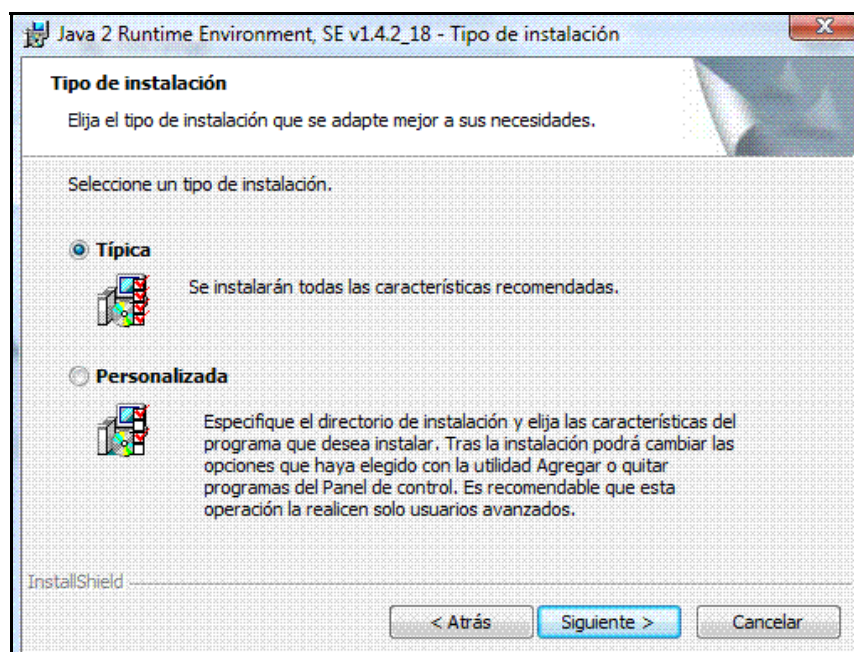 Java 2 Runtime Environment, SE v1.4.2_18 - Tipo de instalación
Tipo de instalación
Elija el tipo de instalación que se adapte mejor a sus necesidades.
Seleccione un tipo de instalación.
Típica
Se instalarán todas las características recomendadas.
Personalizada
Especifique el directorio de instalación y elija las características del
programa que desea instalar. Tras la instalación podrá cambiar las
opciones que haya elegido con la utilidad Agregar o quitar
programas del Panel de control. Es recomendable que esta
operación la realicen solo usuarios avanzados.
InstallShield
< Atrás Siguiente > Cancelar